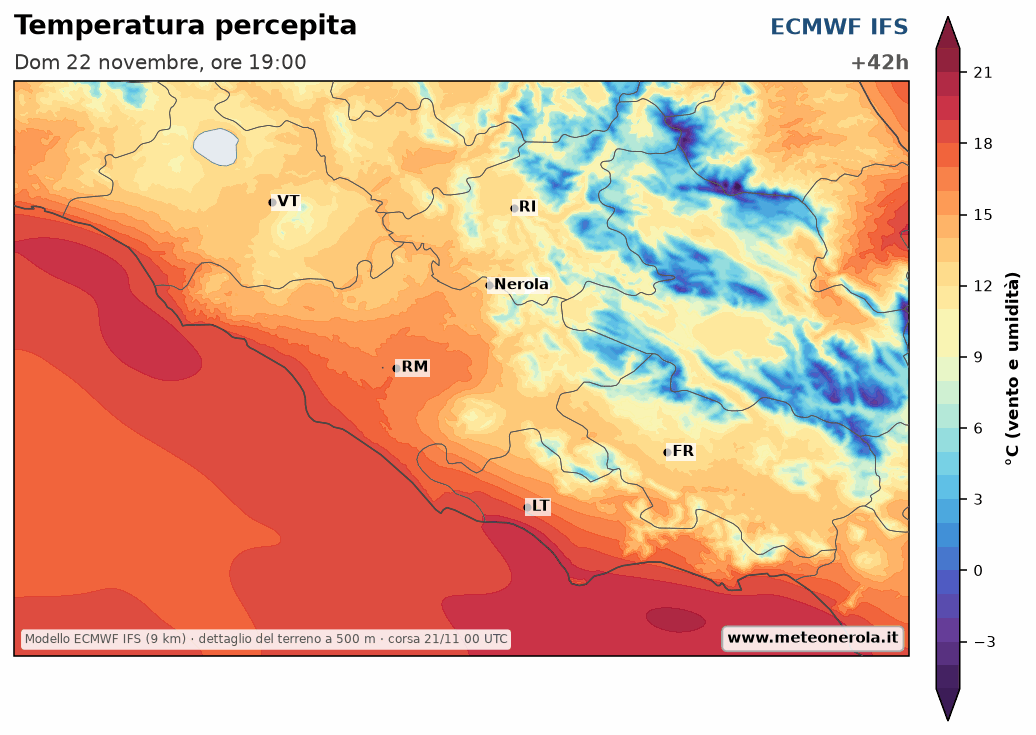 Temperatura percepita
ECMWF IFS
Dom 22 novembre, ore 19:00
+42h
21
18
15
12
9
6
3
0
−3
°C (vento e umidità)
VT
RI
Nerola
RM
FR
LT
Modello ECMWF IFS (9 km) · dettaglio del terreno a 500 m · corsa 21/11 00 UTC
www.meteonerola.it